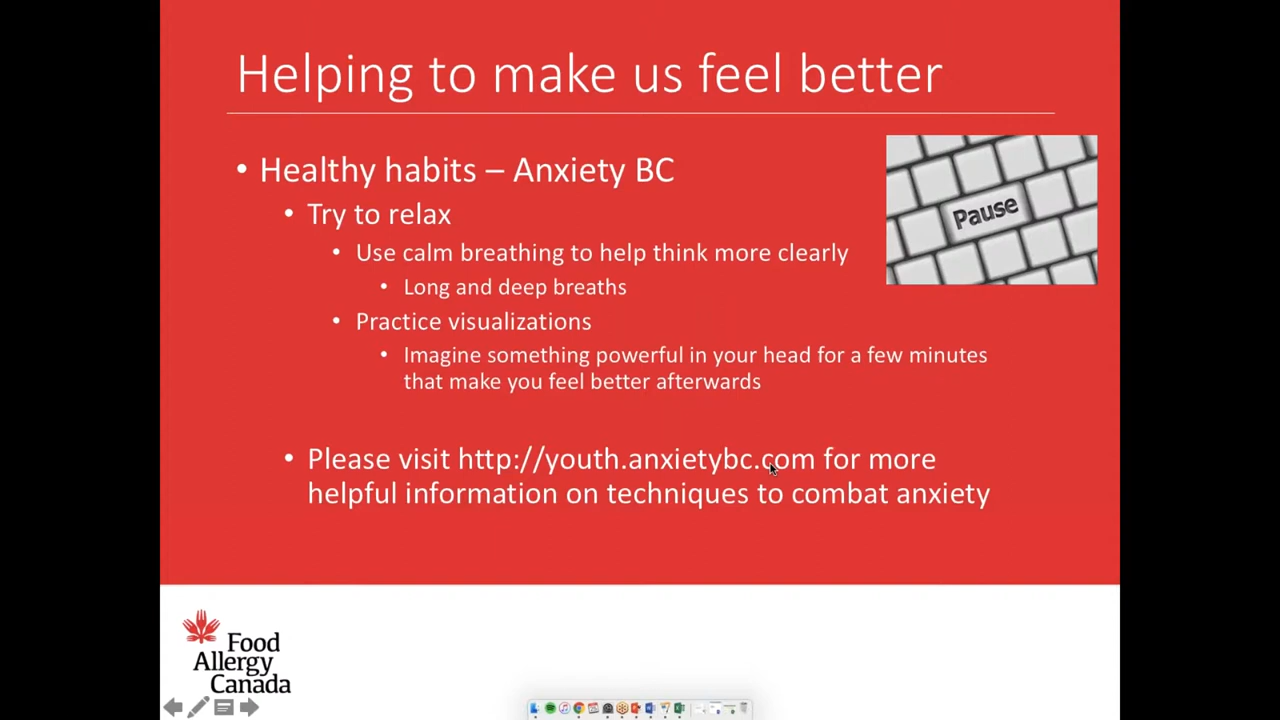 Helping to make us feel better
• Healthy habits – Anxiety BC
• Try to relax
• Use calm breathing to help think more clearly
• Long and deep breaths
• Practice visualizations
• Imagine something powerful in your head for a few minutes
that make you feel better afterwards
• Please visit http://youth.anxietybc.com for more
helpful information on techniques to combat anxiety
Pause
Food
Allergy
Canada